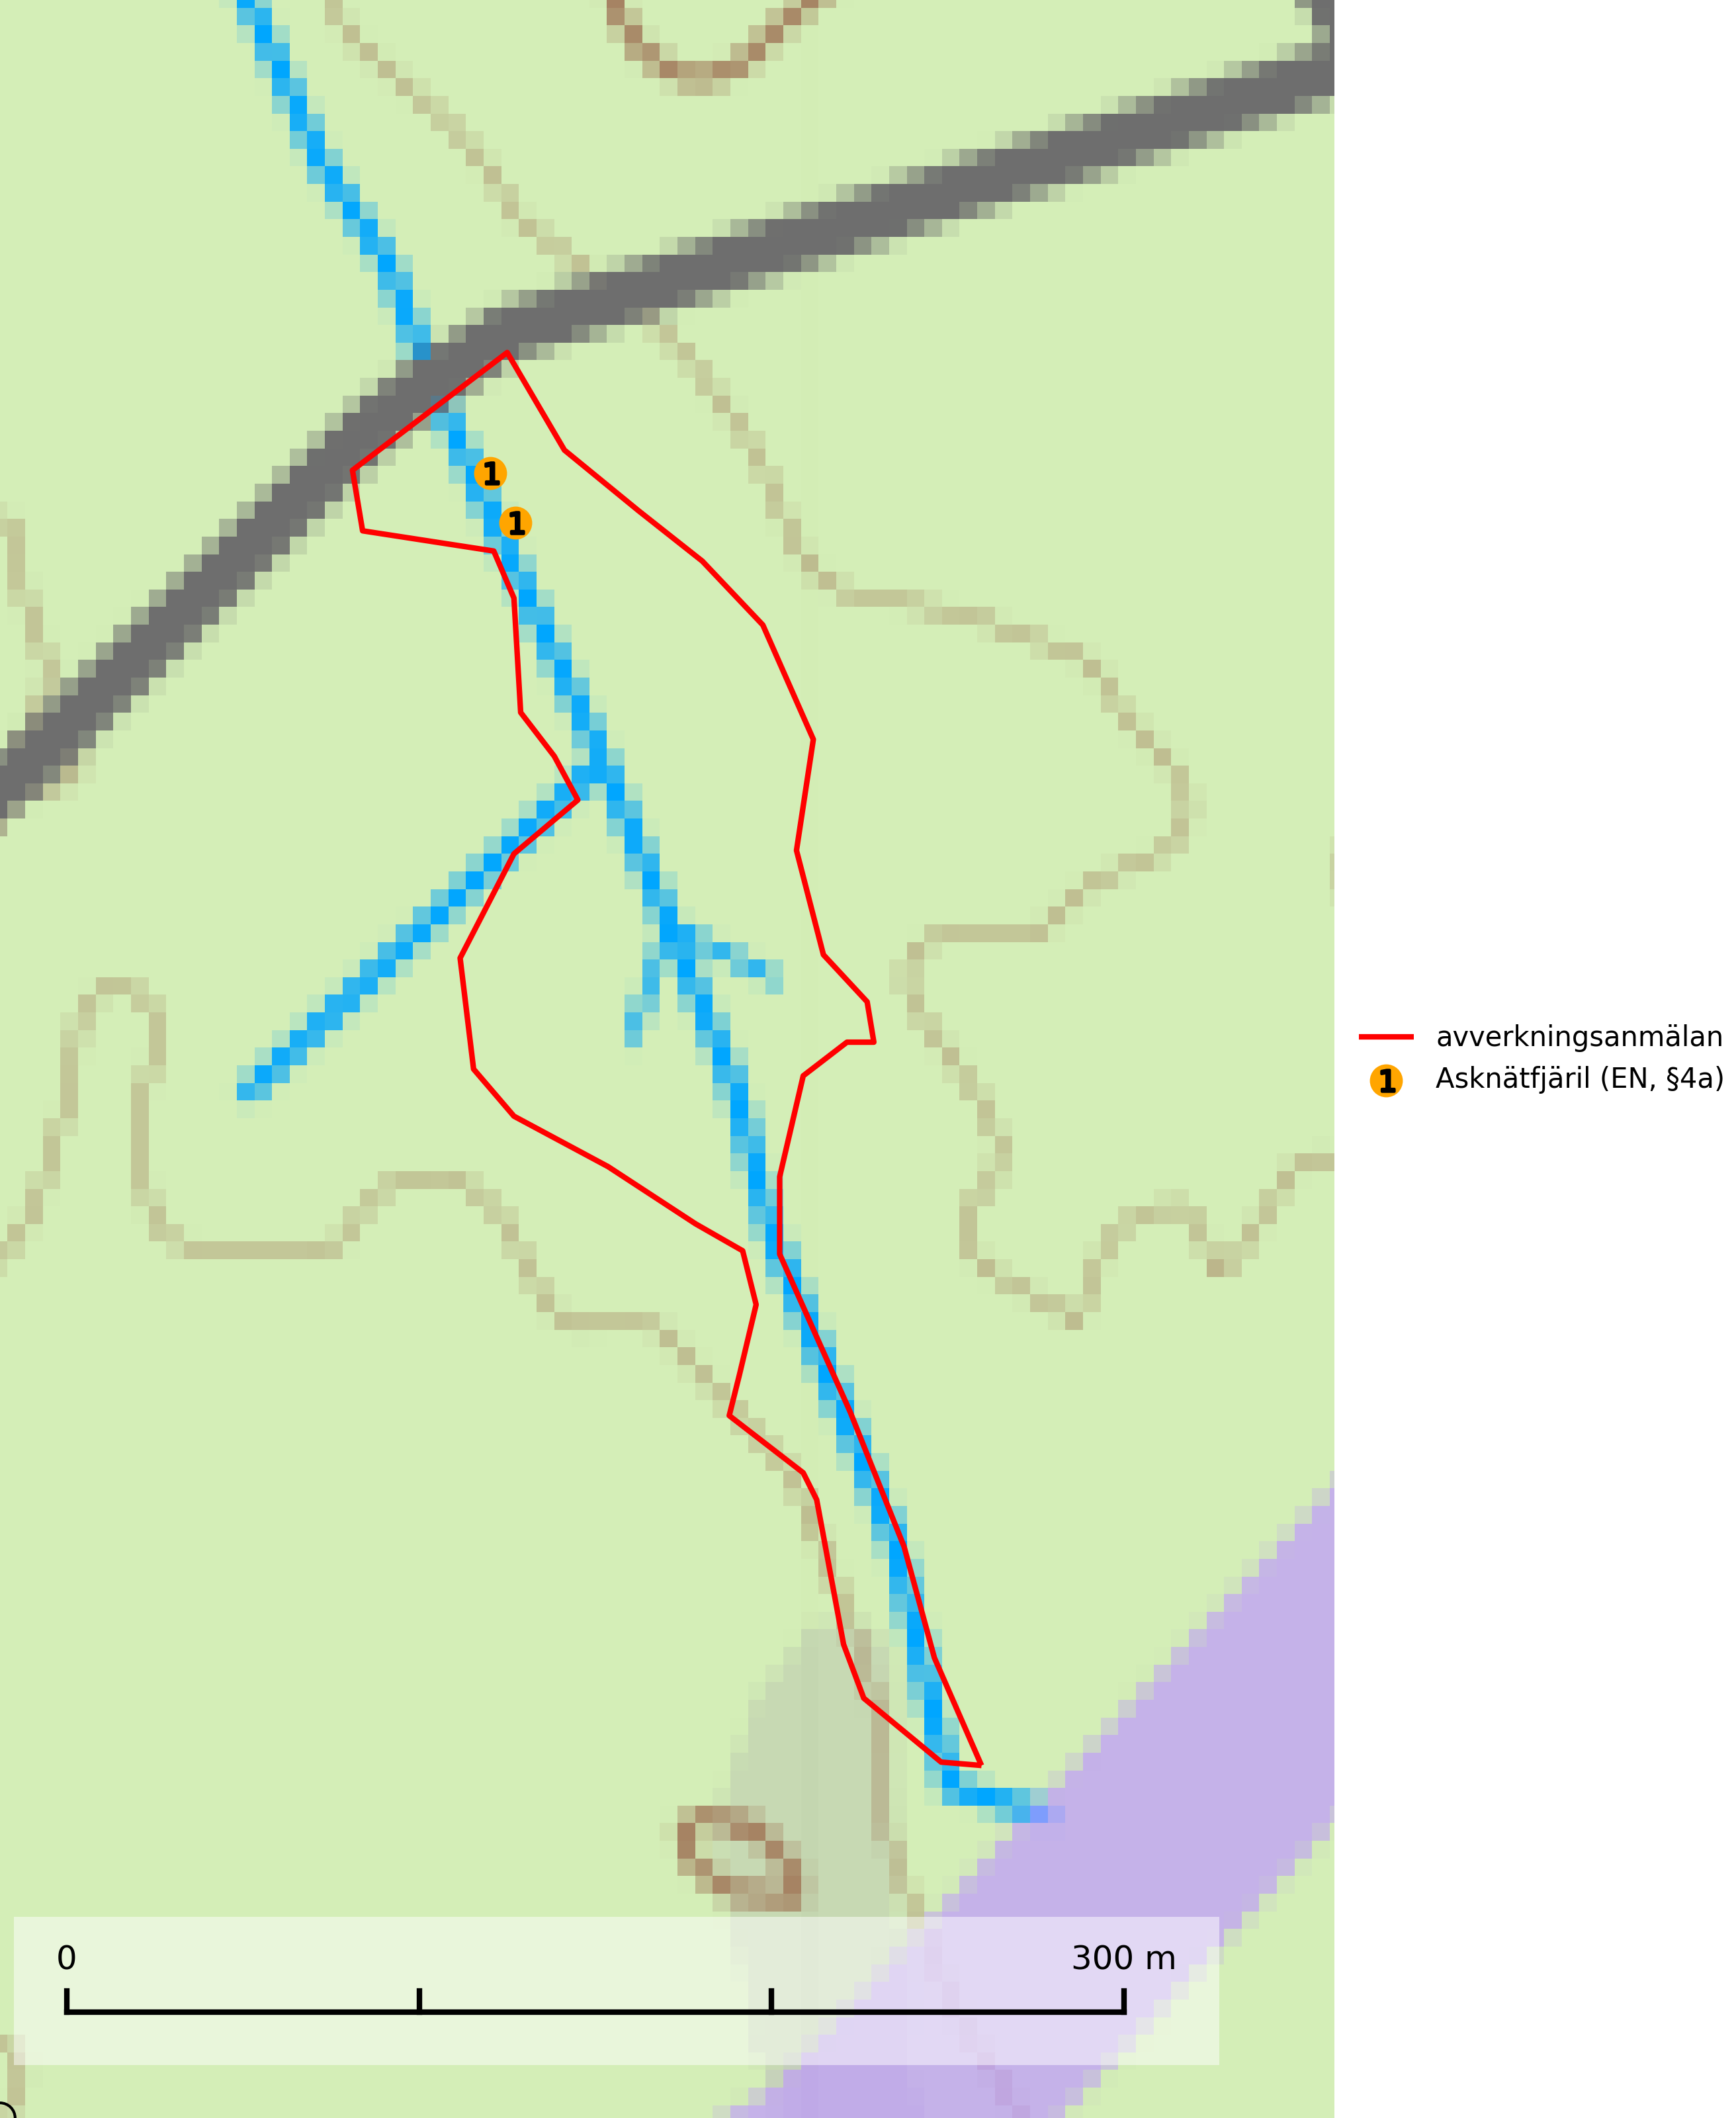 1
1
avverkningsanmälan
1 Asknätfjäril (EN, §4a)
0 300 m